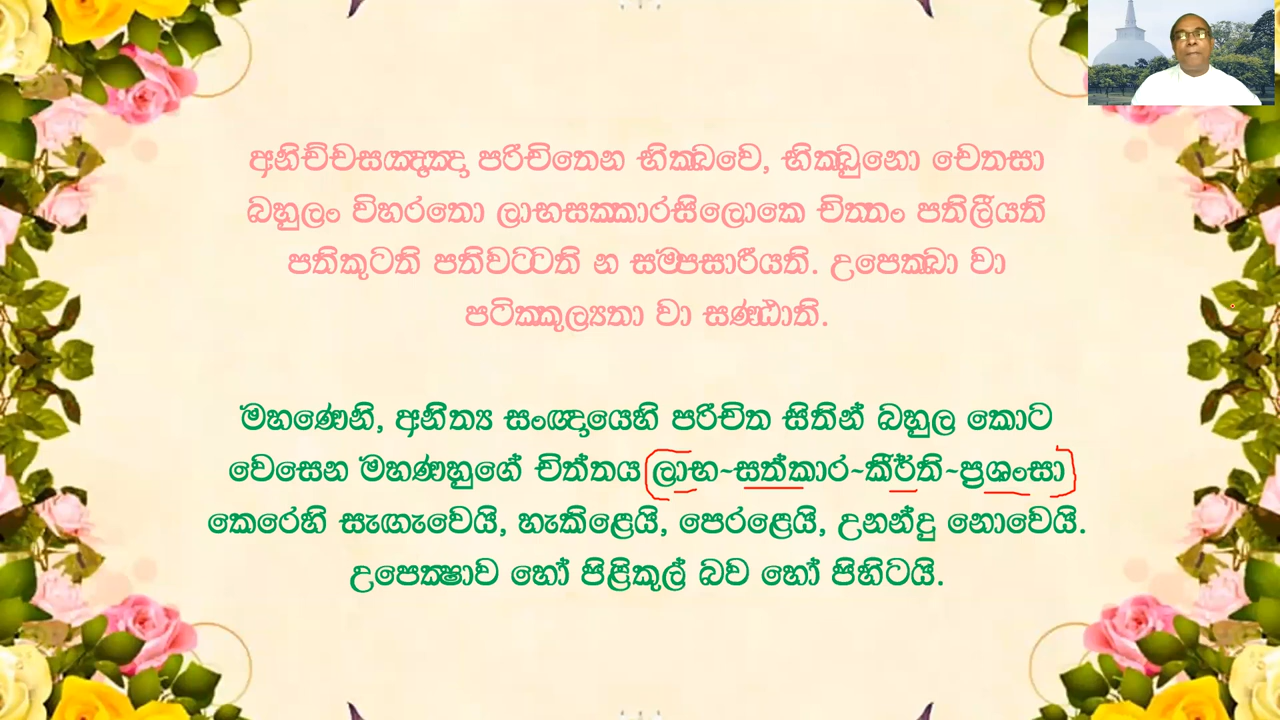 අනිච්චසඤ්ඤා පරිචිතෙන භික්ඛවෙ, භික්ඛුනො චෙතසා
බහුලං විහරතො ලාභසක්කාරසිලොකෙ චිත්තං පතිලීයති
පතිකුටති පතිවට්ටති න සම්පසාරීයති. උපෙක්ඛා වා
පටික්කුල්‍යතා වා සණ්ඨාති.
මහණෙනි, අනිත්‍ය සංඥායෙහි පරිචිත සිතින් බහුල කොට
වෙසෙන මහණහුගේ චිත්තය ලාභ~සත්කාර~කීර්ති~ප්‍රශංසා
කෙරෙහි සැඟැවෙයි, හැකිළෙයි, පෙරළෙයි, උනන්දු නොවෙයි.
උපෙක්ෂාව හෝ පිළිකුල් බව හෝ පිහිටයි.